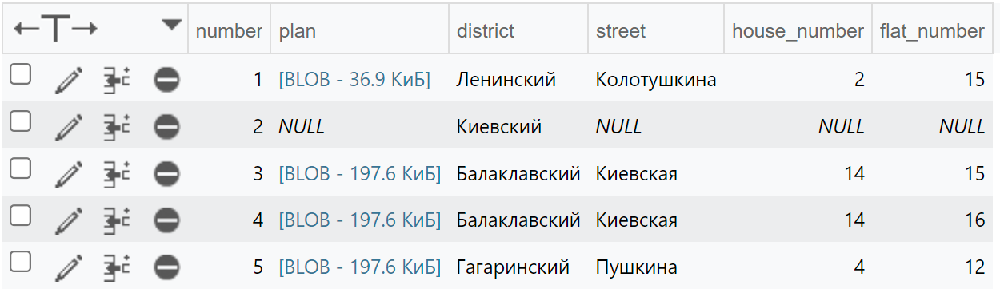 number plan district street house_number flat_number
1 [BLOB - 36.9 КиБ] Ленинский Колотушкина 2 15
2 NULL Киевский NULL NULL NULL
3 [BLOB - 197.6 КиБ] Балаклавский Киевская 14 15
4 [BLOB - 197.6 КиБ] Балаклавский Киевская 14 16
5 [BLOB - 197.6 КиБ] Гагаринский Пушкина 4 12